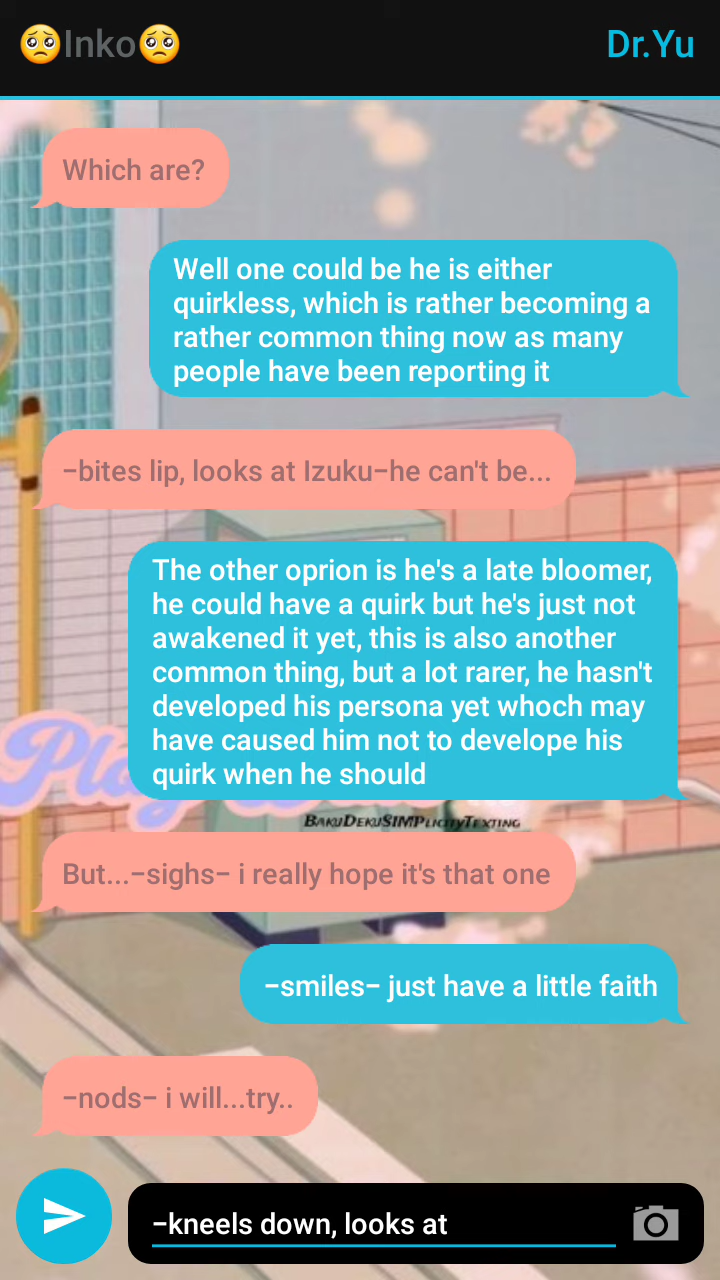 🥺Inko🥺
Dr.Yu
Which are?
Well one could be he is either
quirkless, which is rather becoming a
rather common thing now as many
people have been reporting it
–bites lip, looks at Izuku–he can't be...
The other oprion is he's a late bloomer,
he could have a quirk but he's just not
awakened it yet, this is also another
common thing, but a lot rarer, he hasn't
developed his persona yet whoch may
have caused him not to develope his
quirk when he should
BakuDekuSIMPlicityTexting
But...–sighs– i really hope it's that one
–smiles– just have a little faith
–nods– i will...try..
–kneels down, looks at